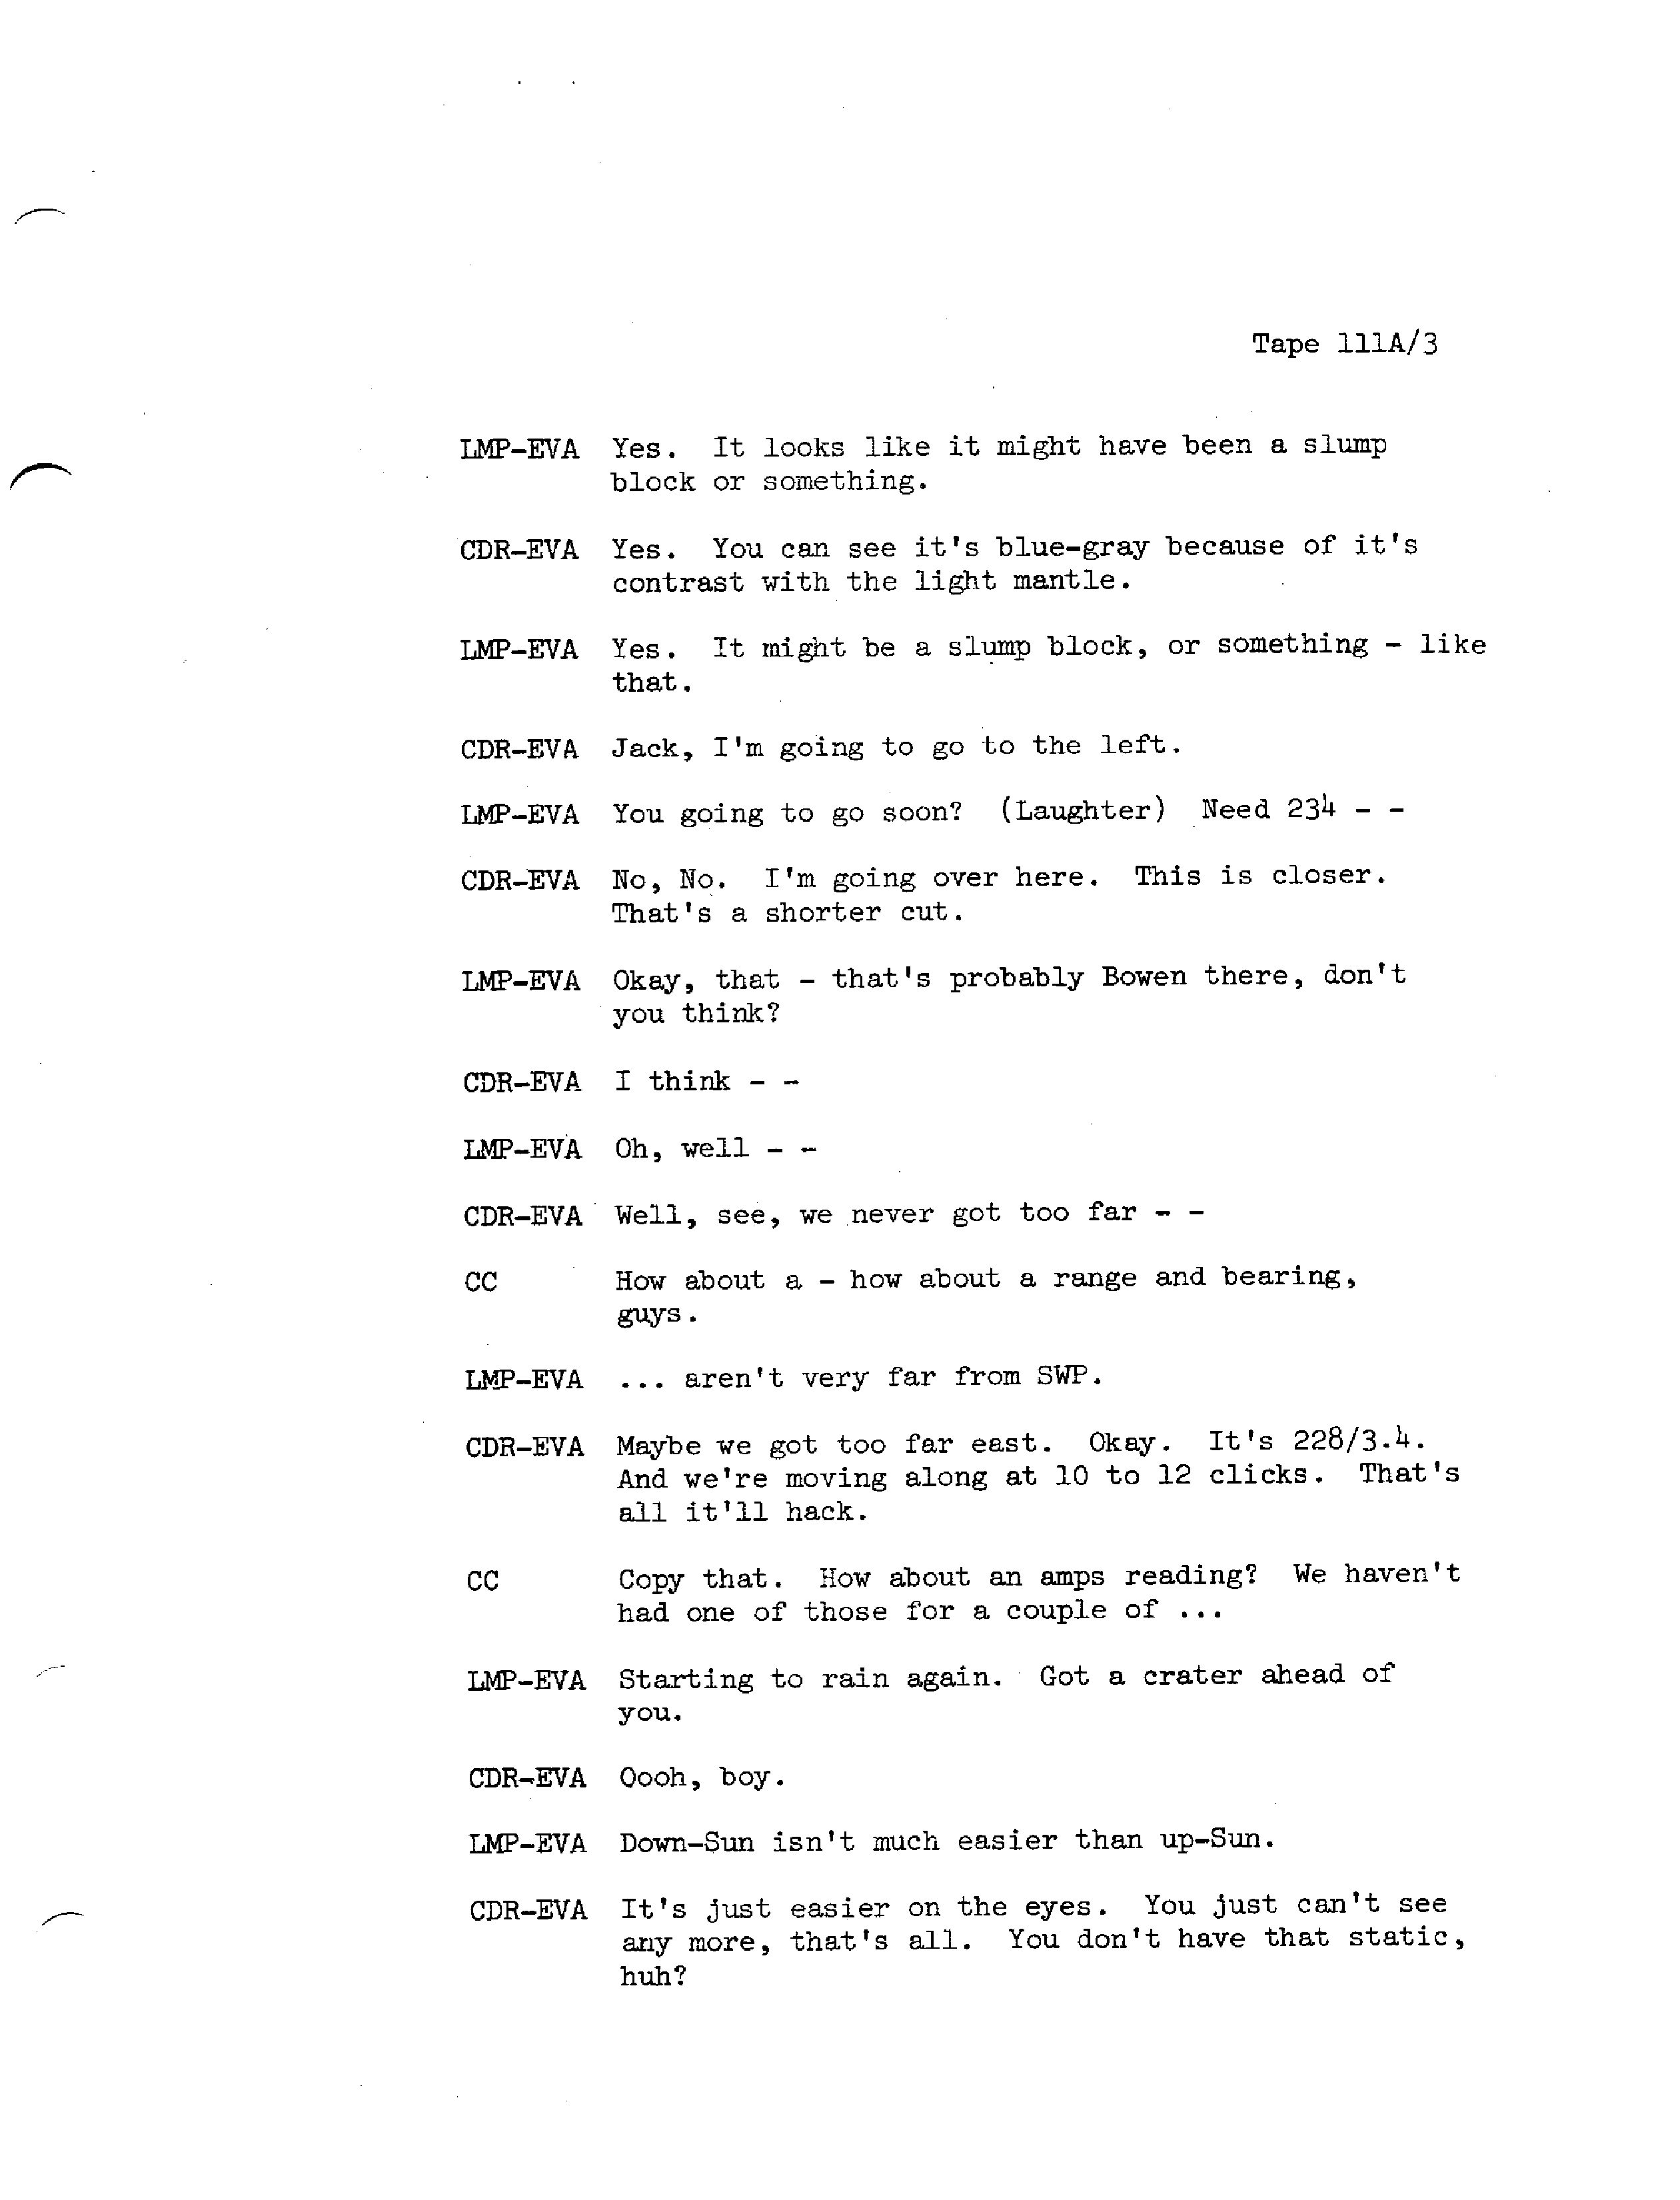 Tape 111A/3
LMP-EVA Yes. It looks like it might have been a slump
block or something.
CDR-EVA Yes. You can see it's blue-gray because of it's
contrast with the light mantle.
LMP-EVA Yes. It might be a slump block, or something - like
that.
CDR-EVA Jack, I'm going to go to the left.
LMP-EVA You going to go soon? (Laughter) Need 234 - -
CDR-EVA No, No. I'm going over here. This is closer.
That's a shorter cut.
LMP-EVA Okay, that - that's probably Bowen there, don't
you think?
CDR-EVA I think - -
LMP-EVA Oh, well - -
CDR-EVA Well, see, we never got too far - -
CC How about a - how about a range and bearing,
guys.
LMP-EVA ... aren't very far from SWP.
CDR-EVA Maybe we got too far east. Okay. It's 228/3.4.
And we're moving along at 10 to 12 clicks. That's
all it'll hack.
CC Copy that. How about an amps reading? We haven't
had one of those for a couple of ...
LMP-EVA Starting to rain again. Got a crater ahead of
you.
CDR-EVA Oooh, boy.
LMP-EVA Down-Sun isn't much easier than up-Sun.
CDR-EVA It's just easier on the eyes. You just can't see
any more, that's all. You don't have that static,
huh?